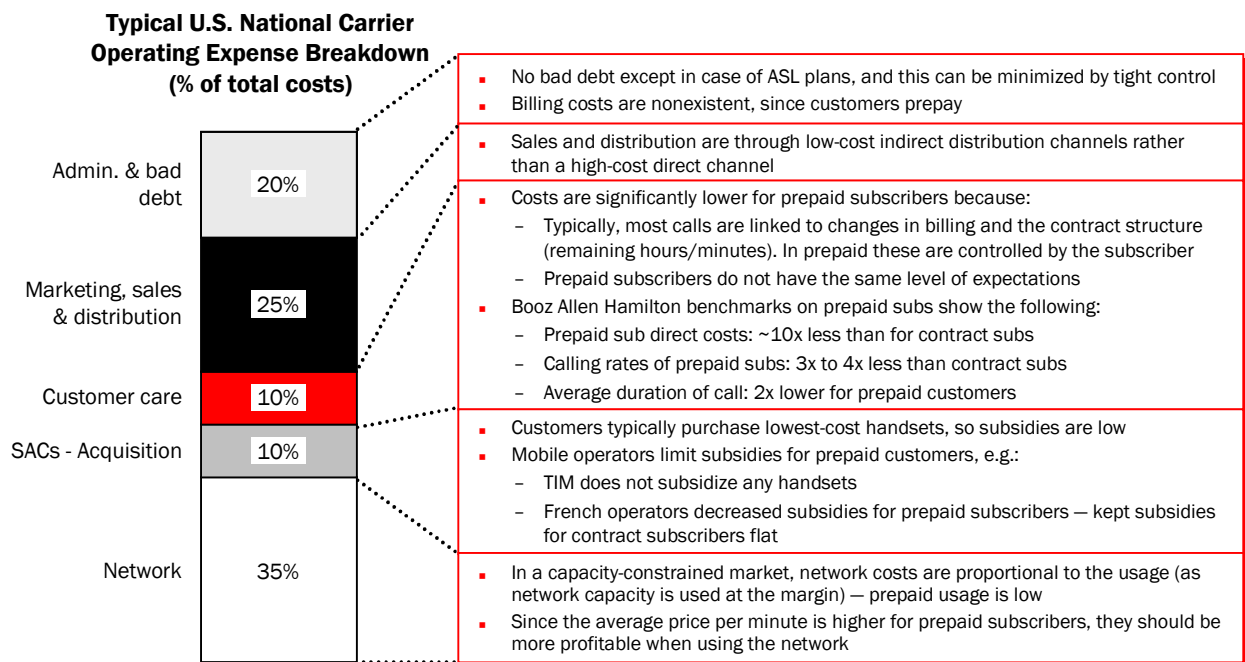 Typical U.S. National Carrier
Operating Expense Breakdown
(% of total costs)
Admin. & bad
debt
20%
Marketing, sales
& distribution
25%
Customer care
10%
SACs - Acquisition
10%
Network
35%
▪ No bad debt except in case of ASL plans, and this can be minimized by tight control
▪ Billing costs are nonexistent, since customers prepay
▪ Sales and distribution are through low-cost indirect distribution channels rather
than a high-cost direct channel
▪ Costs are significantly lower for prepaid subscribers because:
– Typically, most calls are linked to changes in billing and the contract structure
(remaining hours/minutes). In prepaid these are controlled by the subscriber
– Prepaid subscribers do not have the same level of expectations
▪ Booz Allen Hamilton benchmarks on prepaid subs show the following:
– Prepaid sub direct costs: ~10x less than for contract subs
– Calling rates of prepaid subs: 3x to 4x less than contract subs
– Average duration of call: 2x lower for prepaid customers
▪ Customers typically purchase lowest-cost handsets, so subsidies are low
▪ Mobile operators limit subsidies for prepaid customers, e.g.:
– TIM does not subsidize any handsets
– French operators decreased subsidies for prepaid subscribers — kept subsidies
for contract subscribers flat
▪ In a capacity-constrained market, network costs are proportional to the usage (as
network capacity is used at the margin) — prepaid usage is low
▪ Since the average price per minute is higher for prepaid subscribers, they should be
more profitable when using the network